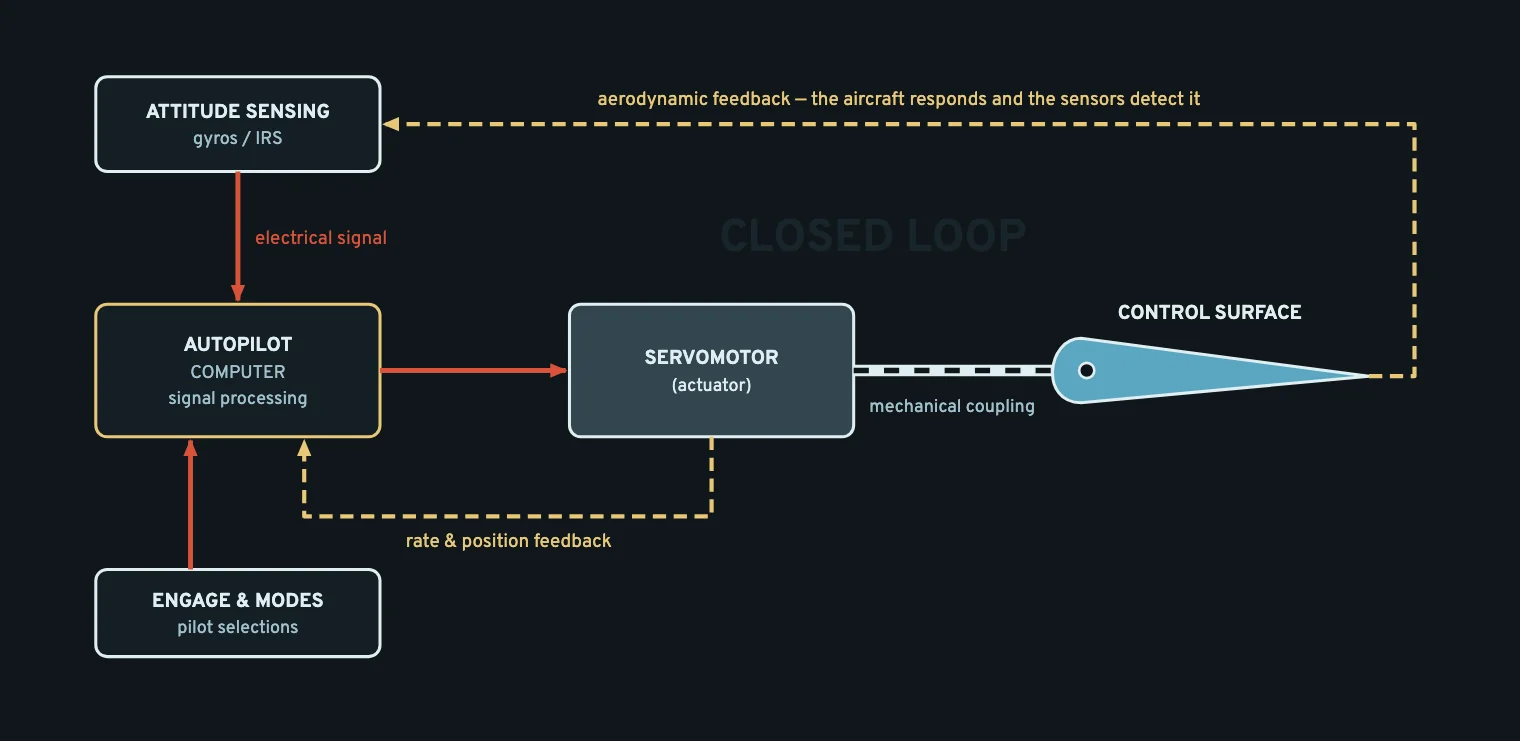 ATTITUDE SENSING
gyros / IRS
aerodynamic feedback — the aircraft responds and the sensors detect it
electrical signal
CLOSED LOOP
AUTOPILOT
COMPUTER
signal processing
SERVOMOTOR
(actuator)
mechanical coupling
CONTROL SURFACE
rate & position feedback
ENGAGE & MODES
pilot selections